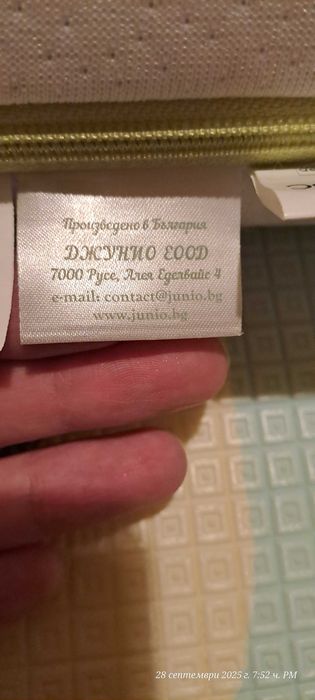 Произведено в България
ДЖУНИО ЕООД
7000 Русе, Алея Еделвайс 4
e-mail: contact@junio.bg
www.junio.bg
28 септември 2025 г. 7:52 ч. PM